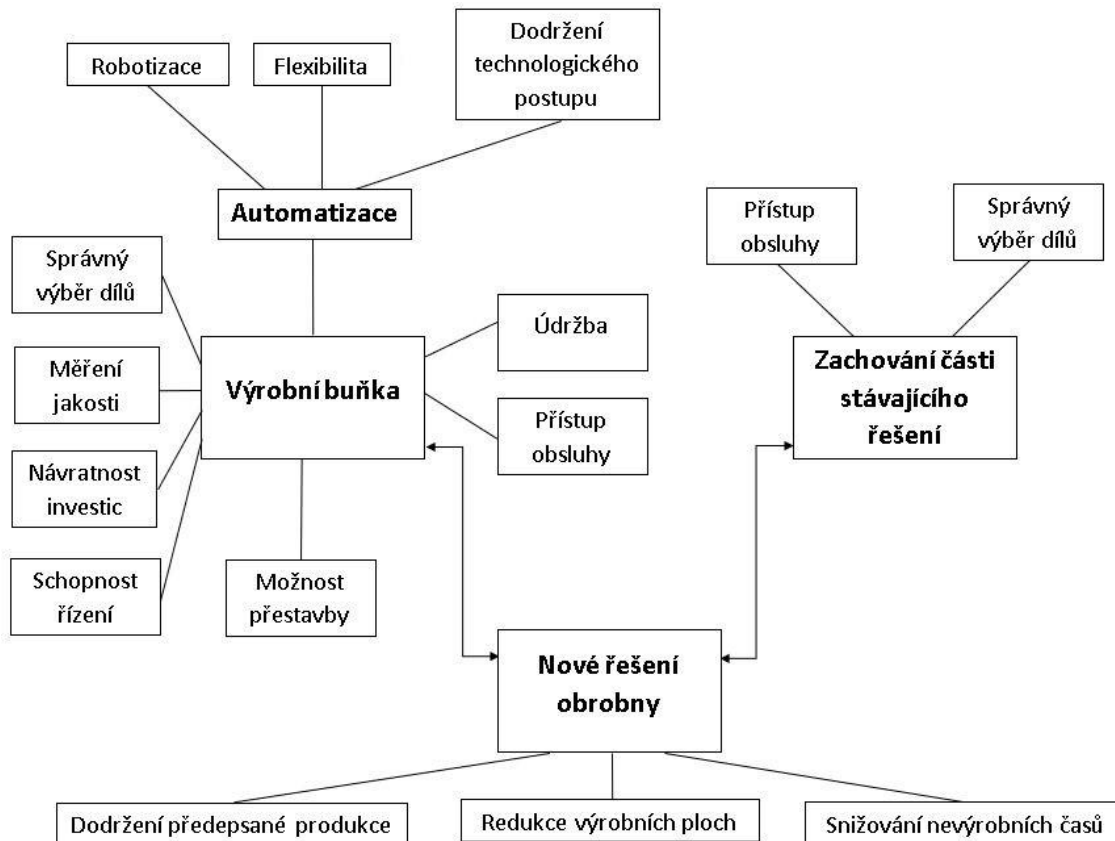 Dodržení
technologického
postupu
Robotizace
Flexibilita
Automatizace
Přístup
obsluhy
Správný
výběr dílů
Správný
výběr dílů
Údržba
Měření
jakosti
Výrobní buňka
Zachování části
stávajícího
řešení
Přístup
obsluhy
Návratnost
investic
Schopnost
řízení
Možnost
přestavby
Nové řešení
obrobny
Dodržení předepsané produkce
Redukce výrobních ploch
Snižování nevýrobních časů